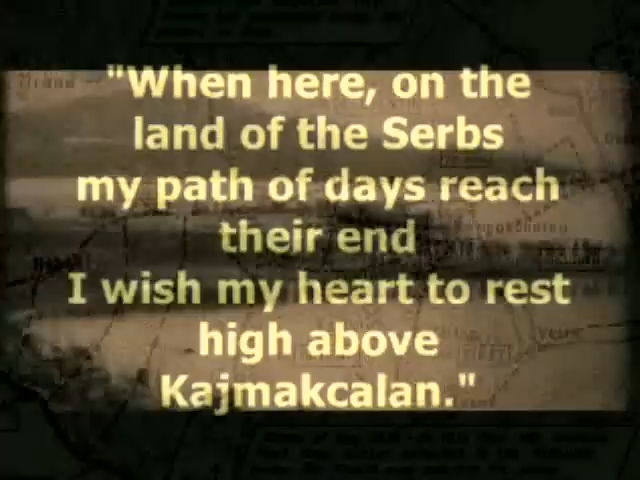 "When here, on the
land of the Serbs
my path of days reach
their end
I wish my heart to rest
high above
Kajmakcalan."